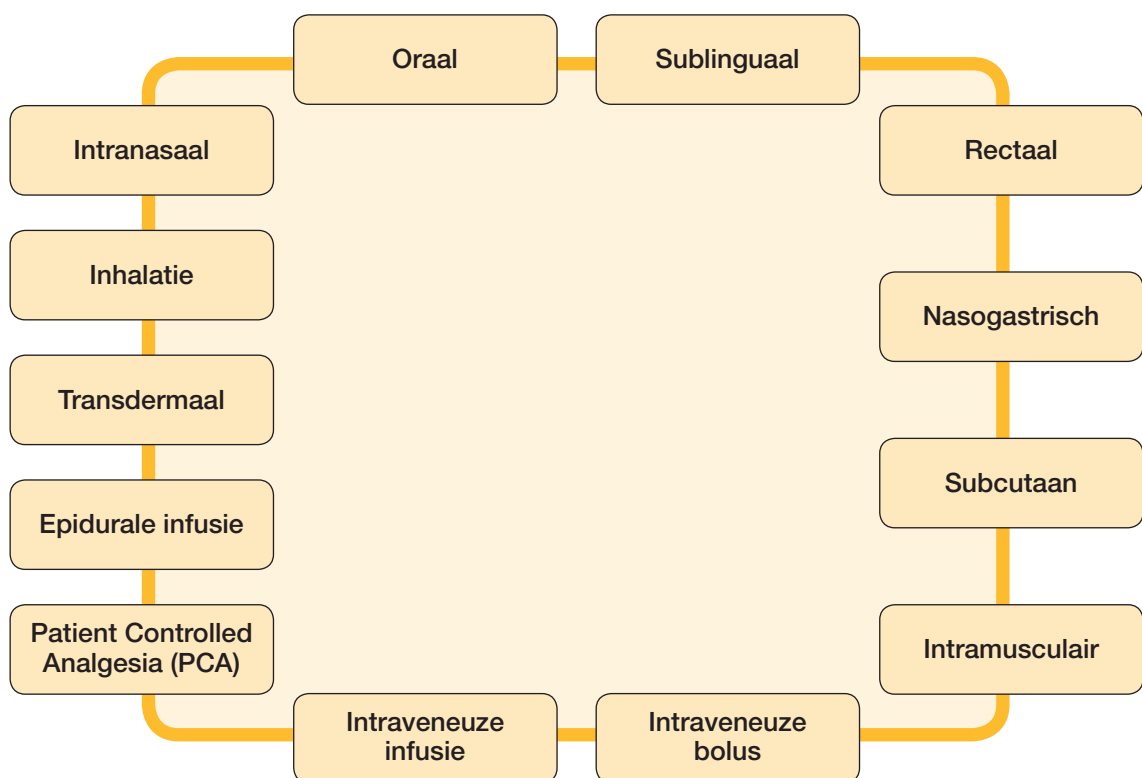 Oraal
Sublinguaal
Intranasaal
Rectaal
Inhalatie
Nasogastrisch
Transdermaal
Subcutaan
Epidurale infusie
Patient Controlled
Analgesia (PCA)
Intramusculair
Intraveneuze
infusie
Intraveneuze
bolus